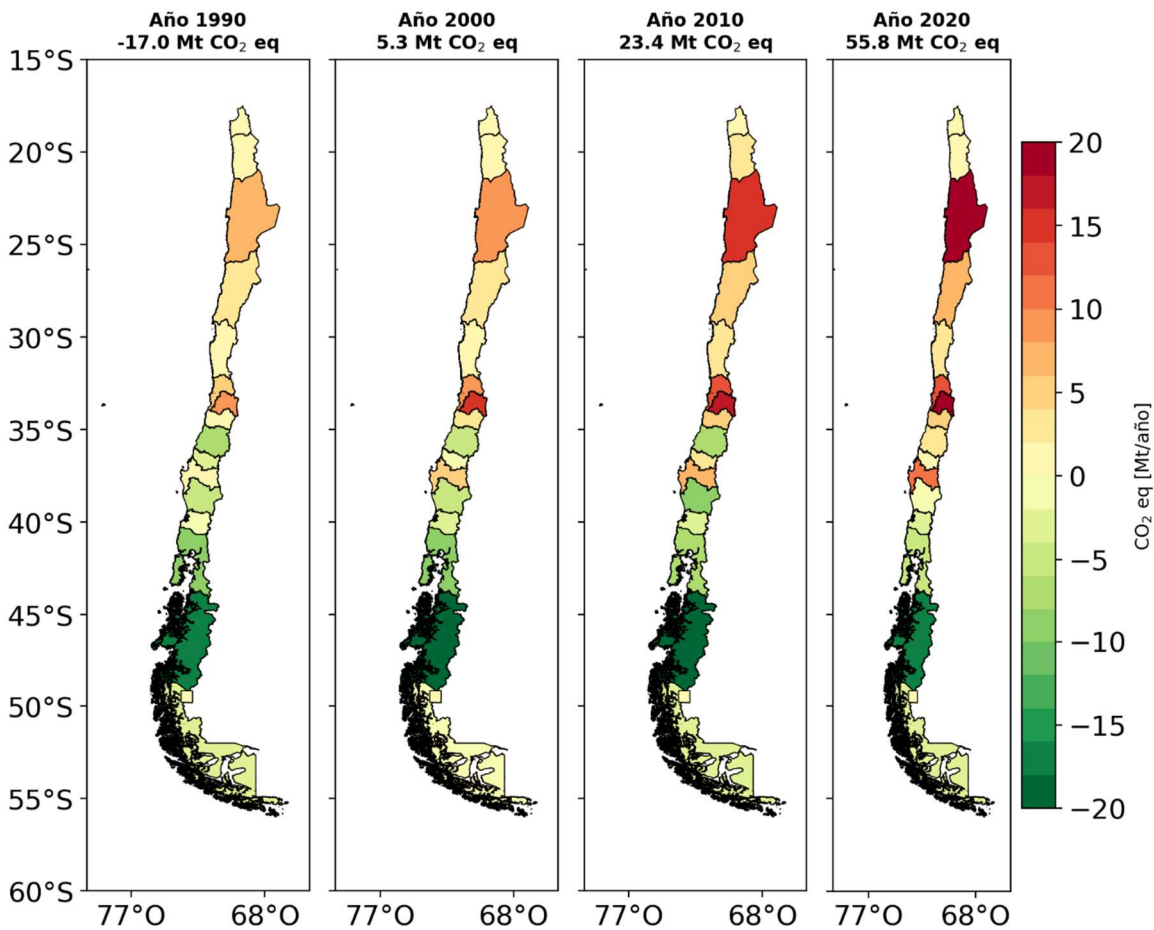 Año 1990
-17.0 Mt CO₂ eq
Año 2000
5.3 Mt CO₂ eq
Año 2010
23.4 Mt CO₂ eq
Año 2020
55.8 Mt CO₂ eq
15°S
20°S
25°S
30°S
35°S
40°S
45°S
50°S
55°S
60°S
77°O
68°O
77°O
68°O
77°O
68°O
77°O
68°O
20
15
10
5
0
−5
−10
−15
−20
CO₂ eq [Mt/año]